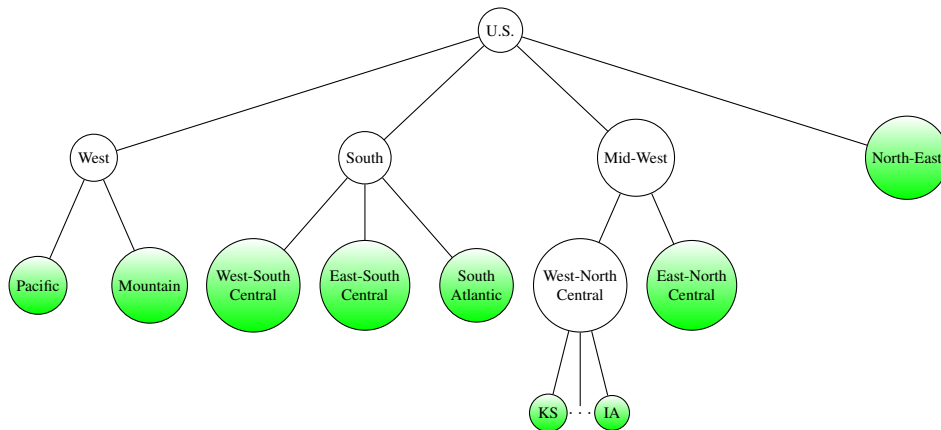 U.S.
West
South
Mid-West
North-East
Pacific
Mountain
West-South
Central
East-South
Central
South
Atlantic
West-North
Central
East-North
Central
KS
···
IA